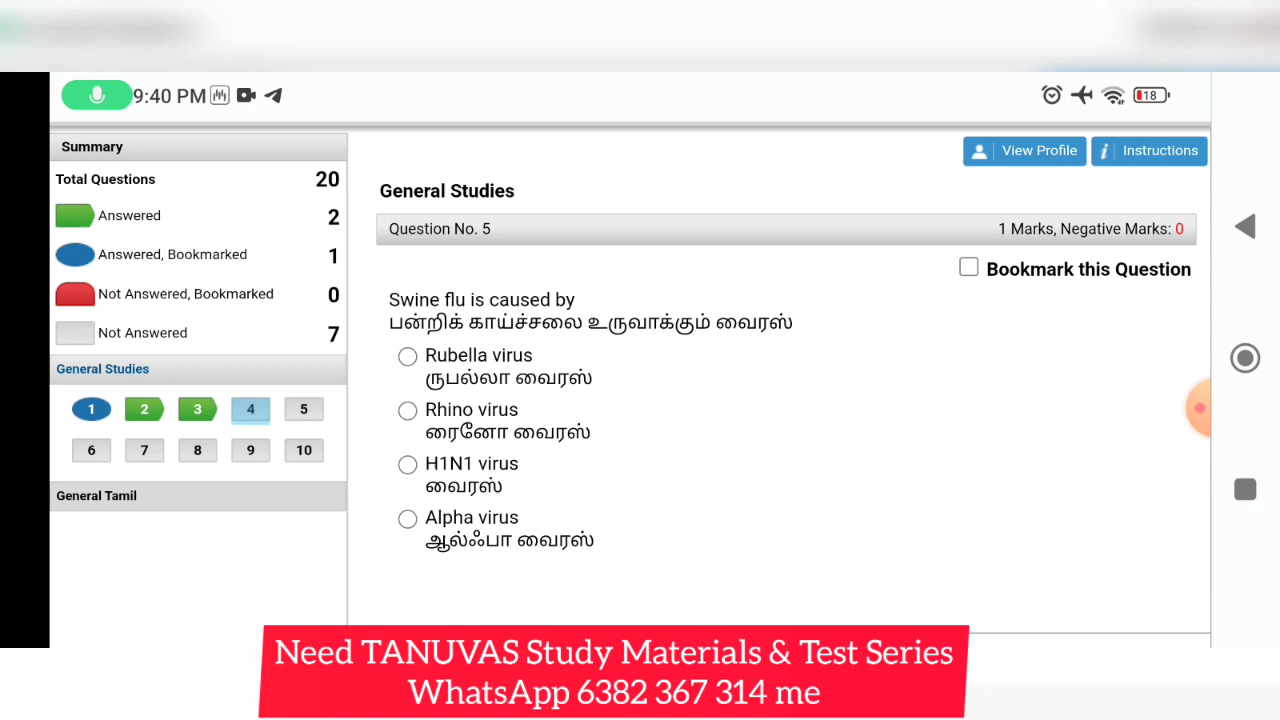 9:40 PM
18
Summary
Total Questions 20
Answered 2
Answered, Bookmarked 1
Not Answered, Bookmarked 0
Not Answered 7
General Studies
1 2 3 4 5
6 7 8 9 10
General Tamil
View Profile
Instructions
General Studies
Question No. 5 1 Marks, Negative Marks: 0
Bookmark this Question
Swine flu is caused by
பன்றிக் காய்ச்சலை உருவாக்கும் வைரஸ்
Rubella virus
ருபல்லா வைரஸ்
Rhino virus
ரைனோ வைரஸ்
H1N1 virus
வைரஸ்
Alpha virus
ஆல்ஃபா வைரஸ்
Need TANUVAS Study Materials & Test Series
WhatsApp 6382 367 314 me